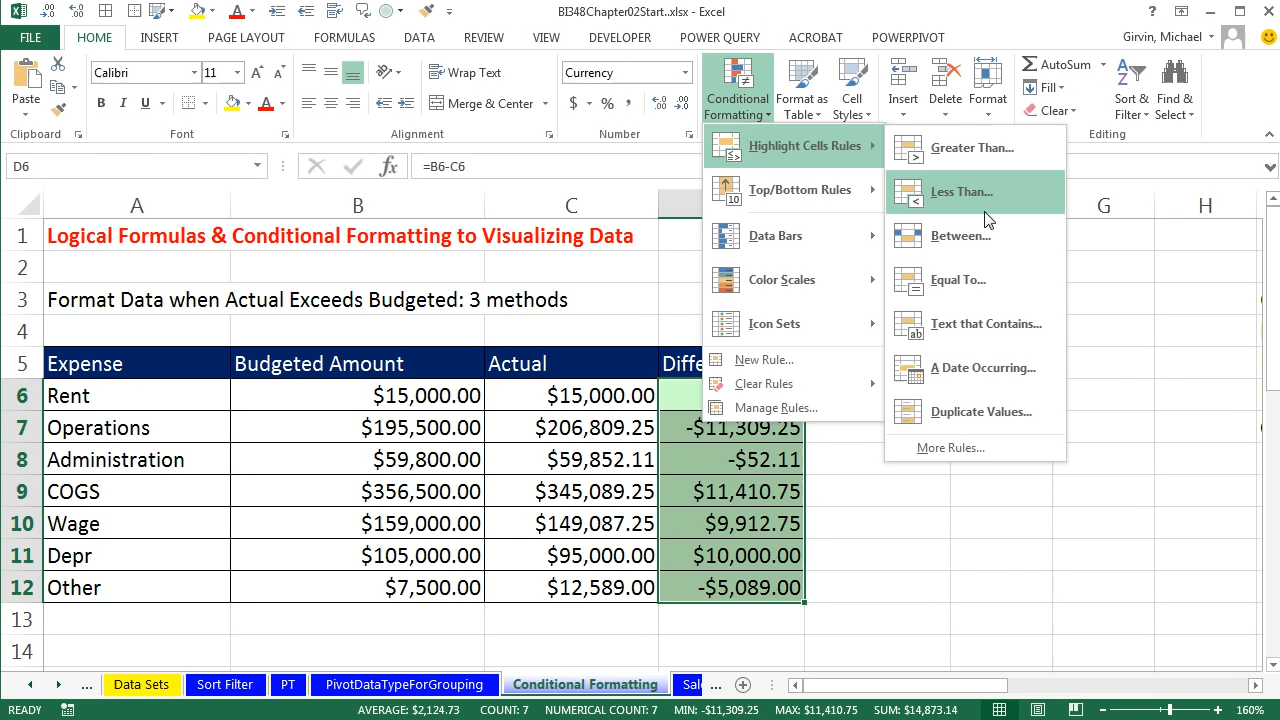 BI348Chapter02Start..xlsx - Excel
FILE HOME INSERT PAGE LAYOUT FORMULAS DATA REVIEW VIEW DEVELOPER POWER QUERY ACROBAT POWERPIVOT Girvin, Michael
Paste
Clipboard
Calibri 11
B I U
Font
Wrap Text
Merge & Center
Alignment
Currency
$ % ,
Number
Conditional Formatting
Format as Table
Cell Styles
Insert Delete Format
AutoSum
Fill
Clear
Sort & Filter
Find & Select
Editing
D6 fx =B6-C6
Highlight Cells Rules
Top/Bottom Rules
Data Bars
Color Scales
Icon Sets
New Rule...
Clear Rules
Manage Rules...
Greater Than...
Less Than...
Between...
Equal To...
Text that Contains...
A Date Occurring...
Duplicate Values...
More Rules...
A B C G H
1 Logical Formulas & Conditional Formatting to Visualizing Data
2
3 Format Data when Actual Exceeds Budgeted: 3 methods
4
5 Expense Budgeted Amount Actual Diffe
6 Rent $15,000.00 $15,000.00
7 Operations $195,500.00 $206,809.25 -$11,309.25
8 Administration $59,800.00 $59,852.11 -$52.11
9 COGS $356,500.00 $345,089.25 $11,410.75
10 Wage $159,000.00 $149,087.25 $9,912.75
11 Depr $105,000.00 $95,000.00 $10,000.00
12 Other $7,500.00 $12,589.00 -$5,089.00
13
14
... Data Sets Sort Filter PT PivotDataTypeForGrouping Conditional Formatting Sal ...
READY AVERAGE: $2,124.73 COUNT: 7 NUMERICAL COUNT: 7 MIN: -$11,309.25 MAX: $11,410.75 SUM: $14,873.14 160%